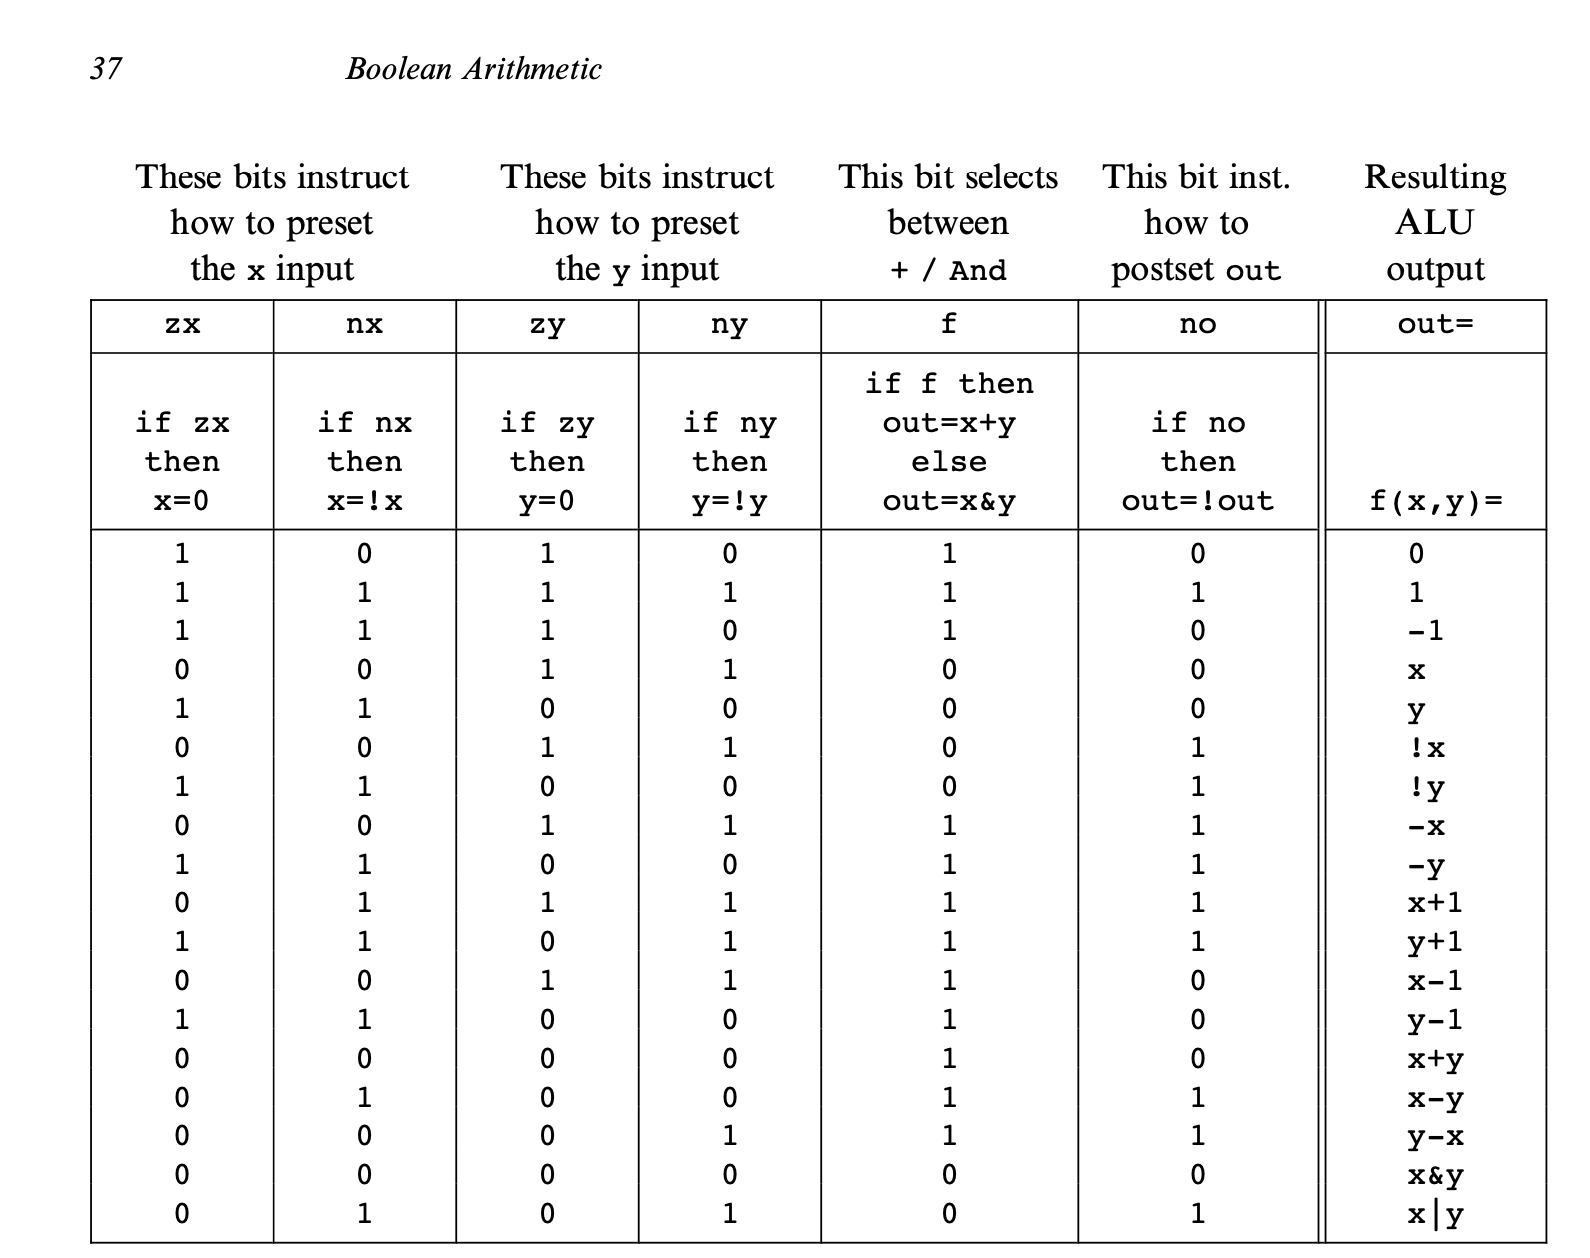 37 Boolean Arithmetic
These bits instruct These bits instruct This bit selects This bit inst. Resulting
how to preset how to preset between how to ALU
the x input the y input + / And postset out output
zx nx zy ny f no out=
if f then
if zx if nx if zy if ny out=x+y if no
then then then then else then
x=0 x=!x y=0 y=!y out=x&y out=!out f(x,y)=
1 0 1 0 1 0 0
1 1 1 1 1 1 1
1 1 1 0 1 0 -1
0 0 1 1 0 0 x
1 1 0 0 0 0 y
0 0 1 1 0 1 !x
1 1 0 0 0 1 !y
0 0 1 1 1 1 -x
1 1 0 0 1 1 -y
0 1 1 1 1 1 x+1
1 1 0 1 1 1 y+1
0 0 1 1 1 0 x-1
1 1 0 0 1 0 y-1
0 0 0 0 1 0 x+y
0 1 0 0 1 1 x-y
0 0 0 1 1 1 y-x
0 0 0 0 0 0 x&y
0 1 0 1 0 1 x|y